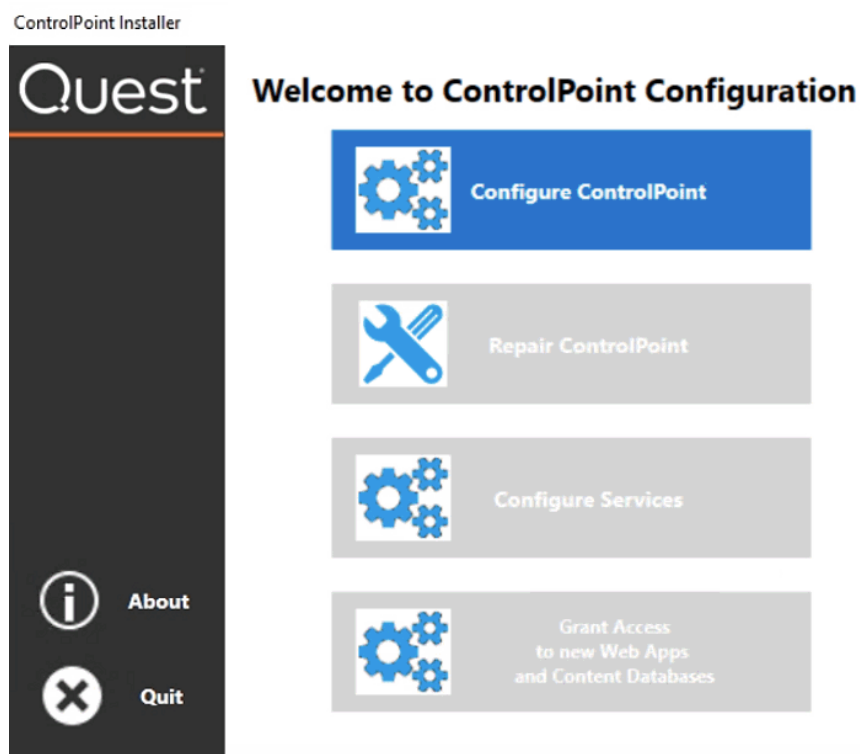 ControlPoint Installer
Quest
Welcome to ControlPoint Configuration
Configure ControlPoint
Repair ControlPoint
Configure Services
Grant Access
to new Web Apps
and Content Databases
About
Quit